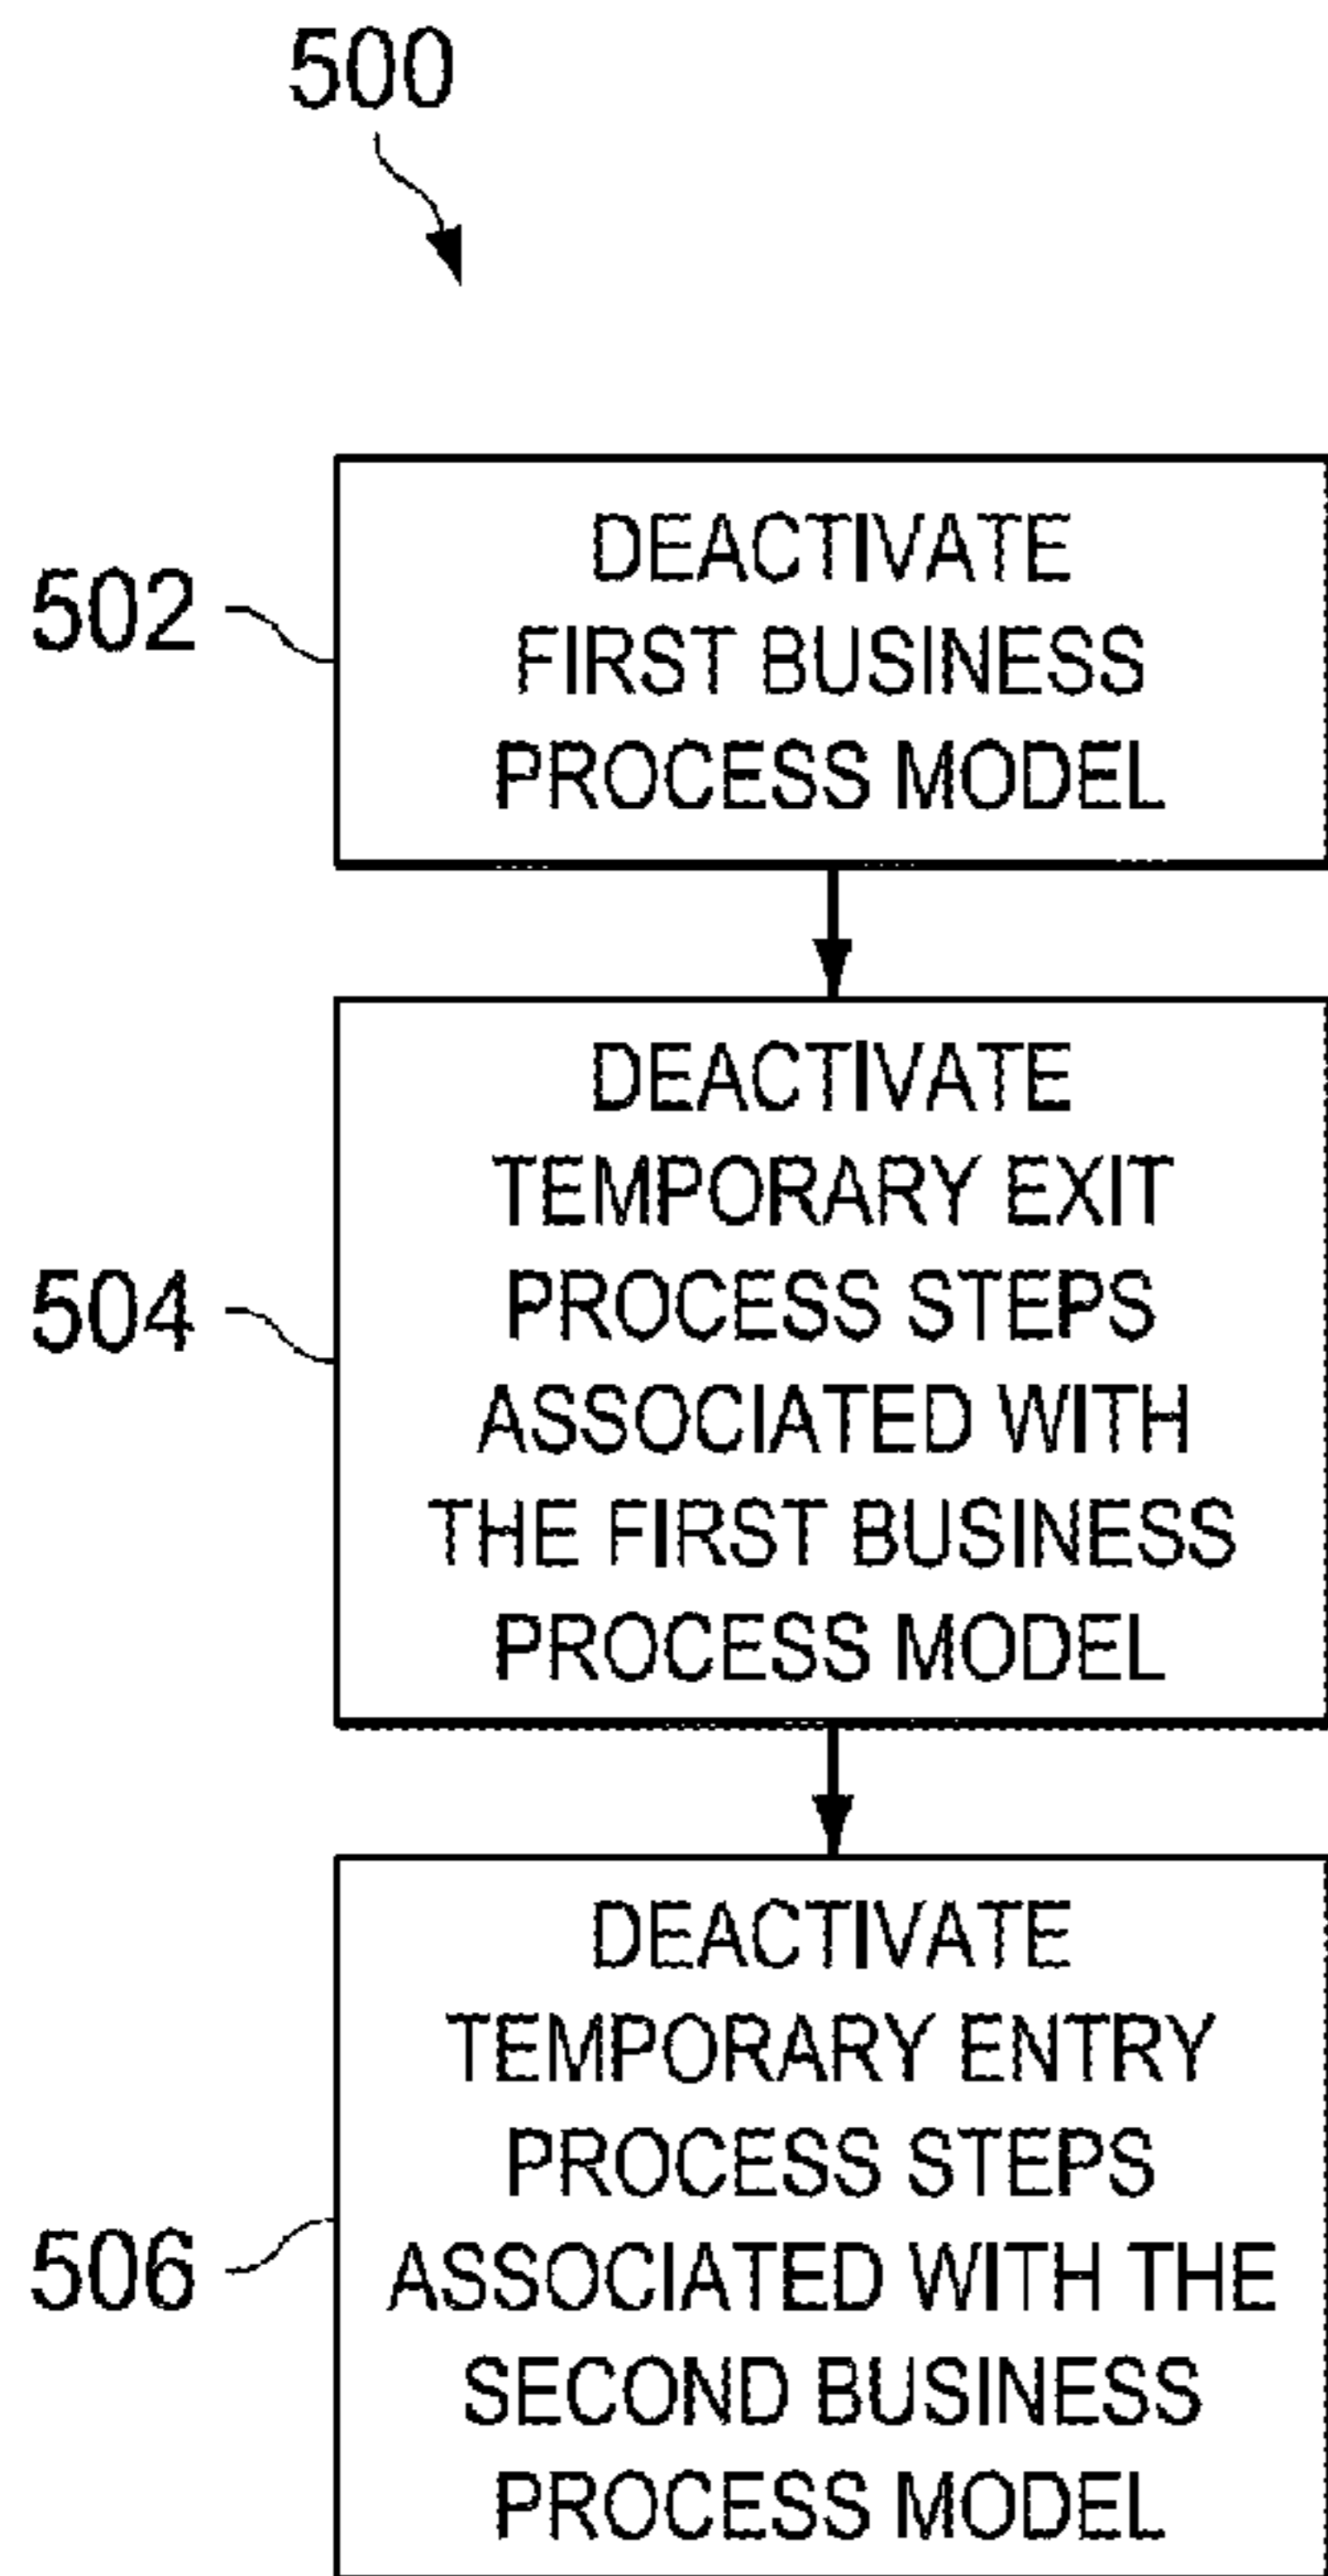 500
502
DEACTIVATE
FIRST BUSINESS
PROCESS MODEL
504
DEACTIVATE
TEMPORARY EXIT
PROCESS STEPS
ASSOCIATED WITH
THE FIRST BUSINESS
PROCESS MODEL
506
DEACTIVATE
TEMPORARY ENTRY
PROCESS STEPS
ASSOCIATED WITH THE
SECOND BUSINESS
PROCESS MODEL